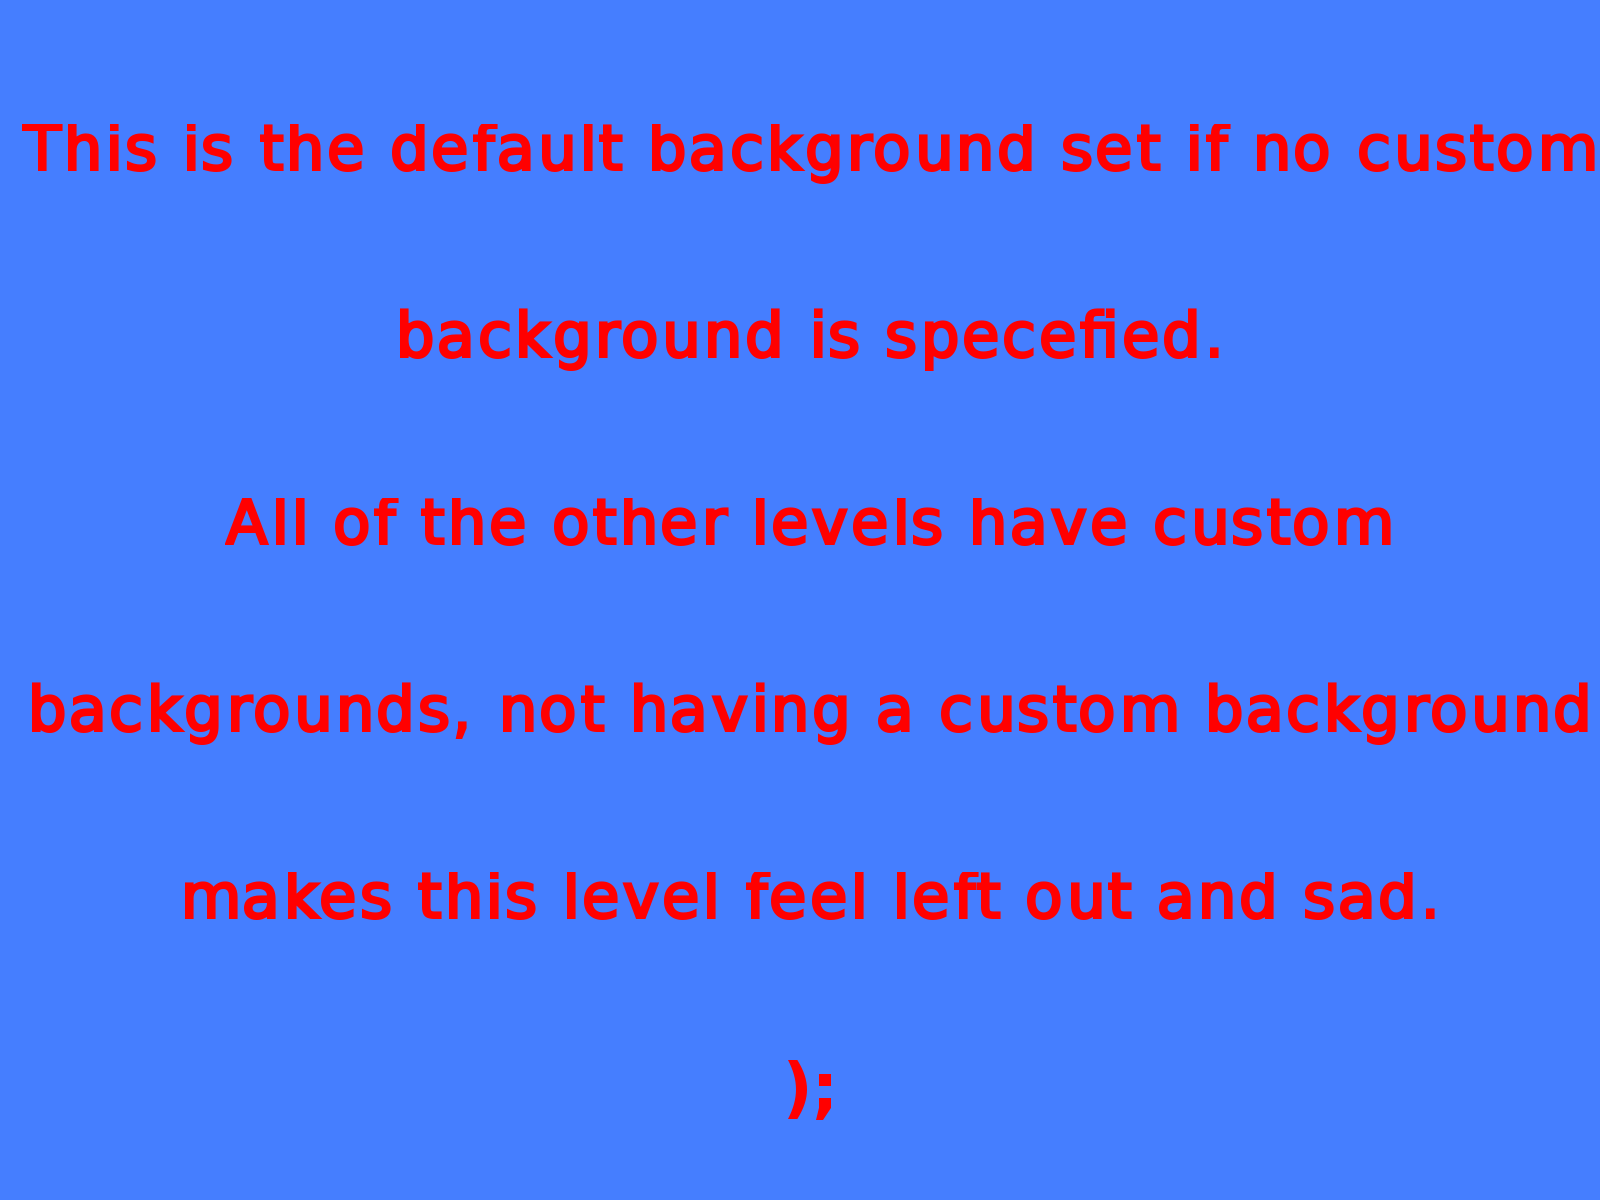 This is the default background set if no custom
background is specefied.
All of the other levels have custom
backgrounds, not having a custom background
makes this level feel left out and sad.
);